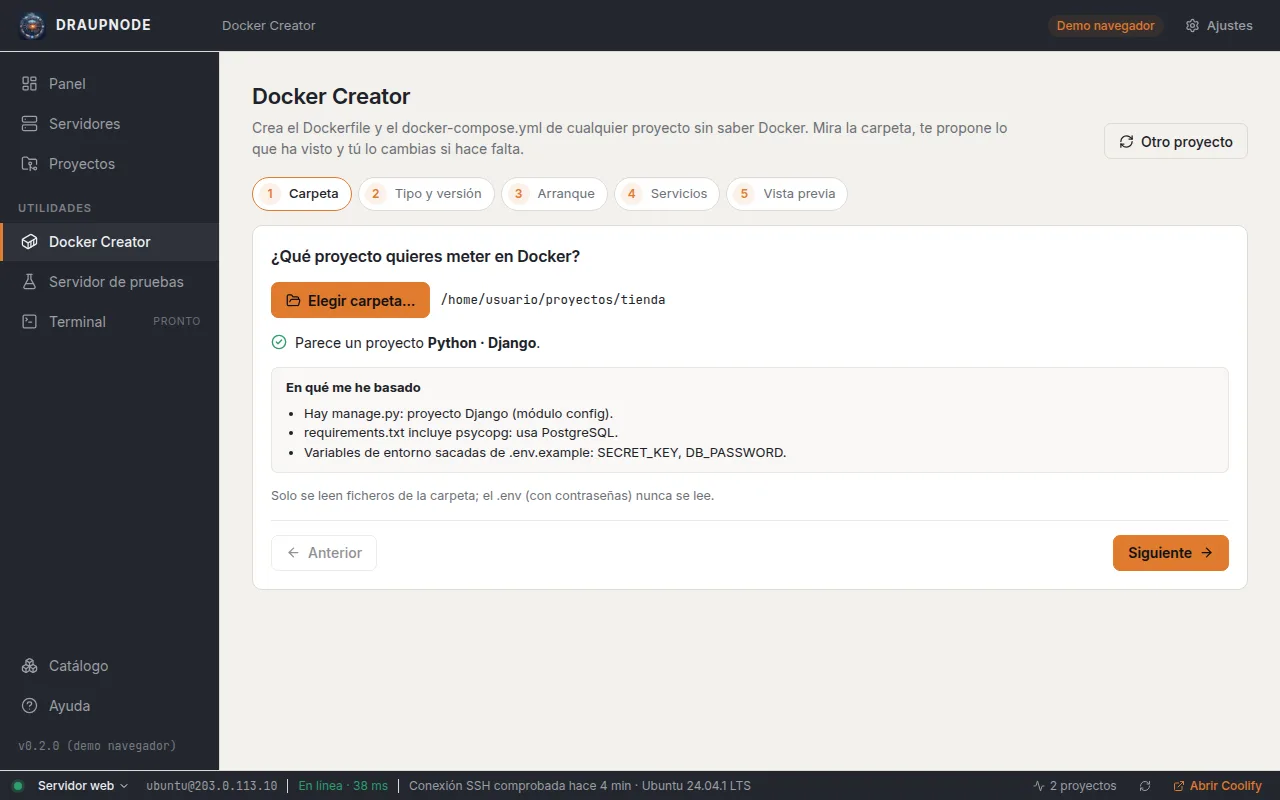 DRAUPNODE
Docker Creator
Demo navegador
Ajustes
Panel
Servidores
Proyectos
UTILIDADES
Docker Creator
Servidor de pruebas
Terminal PRONTO
Catálogo
Ayuda
v0.2.0 (demo navegador)
Docker Creator
Crea el Dockerfile y el docker-compose.yml de cualquier proyecto sin saber Docker. Mira la carpeta, te propone lo
que ha visto y tú lo cambias si hace falta.
Otro proyecto
1 Carpeta
2 Tipo y versión
3 Arranque
4 Servicios
5 Vista previa
¿Qué proyecto quieres meter en Docker?
Elegir carpeta... /home/usuario/proyectos/tienda
Parece un proyecto Python · Django.
En qué me he basado
• Hay manage.py: proyecto Django (módulo config).
• requirements.txt incluye psycopg: usa PostgreSQL.
• Variables de entorno sacadas de .env.example: SECRET_KEY, DB_PASSWORD.
Solo se leen ficheros de la carpeta; el .env (con contraseñas) nunca se lee.
Anterior
Siguiente
Servidor web
ubuntu@203.0.113.10
En línea · 38 ms
Conexión SSH comprobada hace 4 min · Ubuntu 24.04.1 LTS
2 proyectos
Abrir Coolify